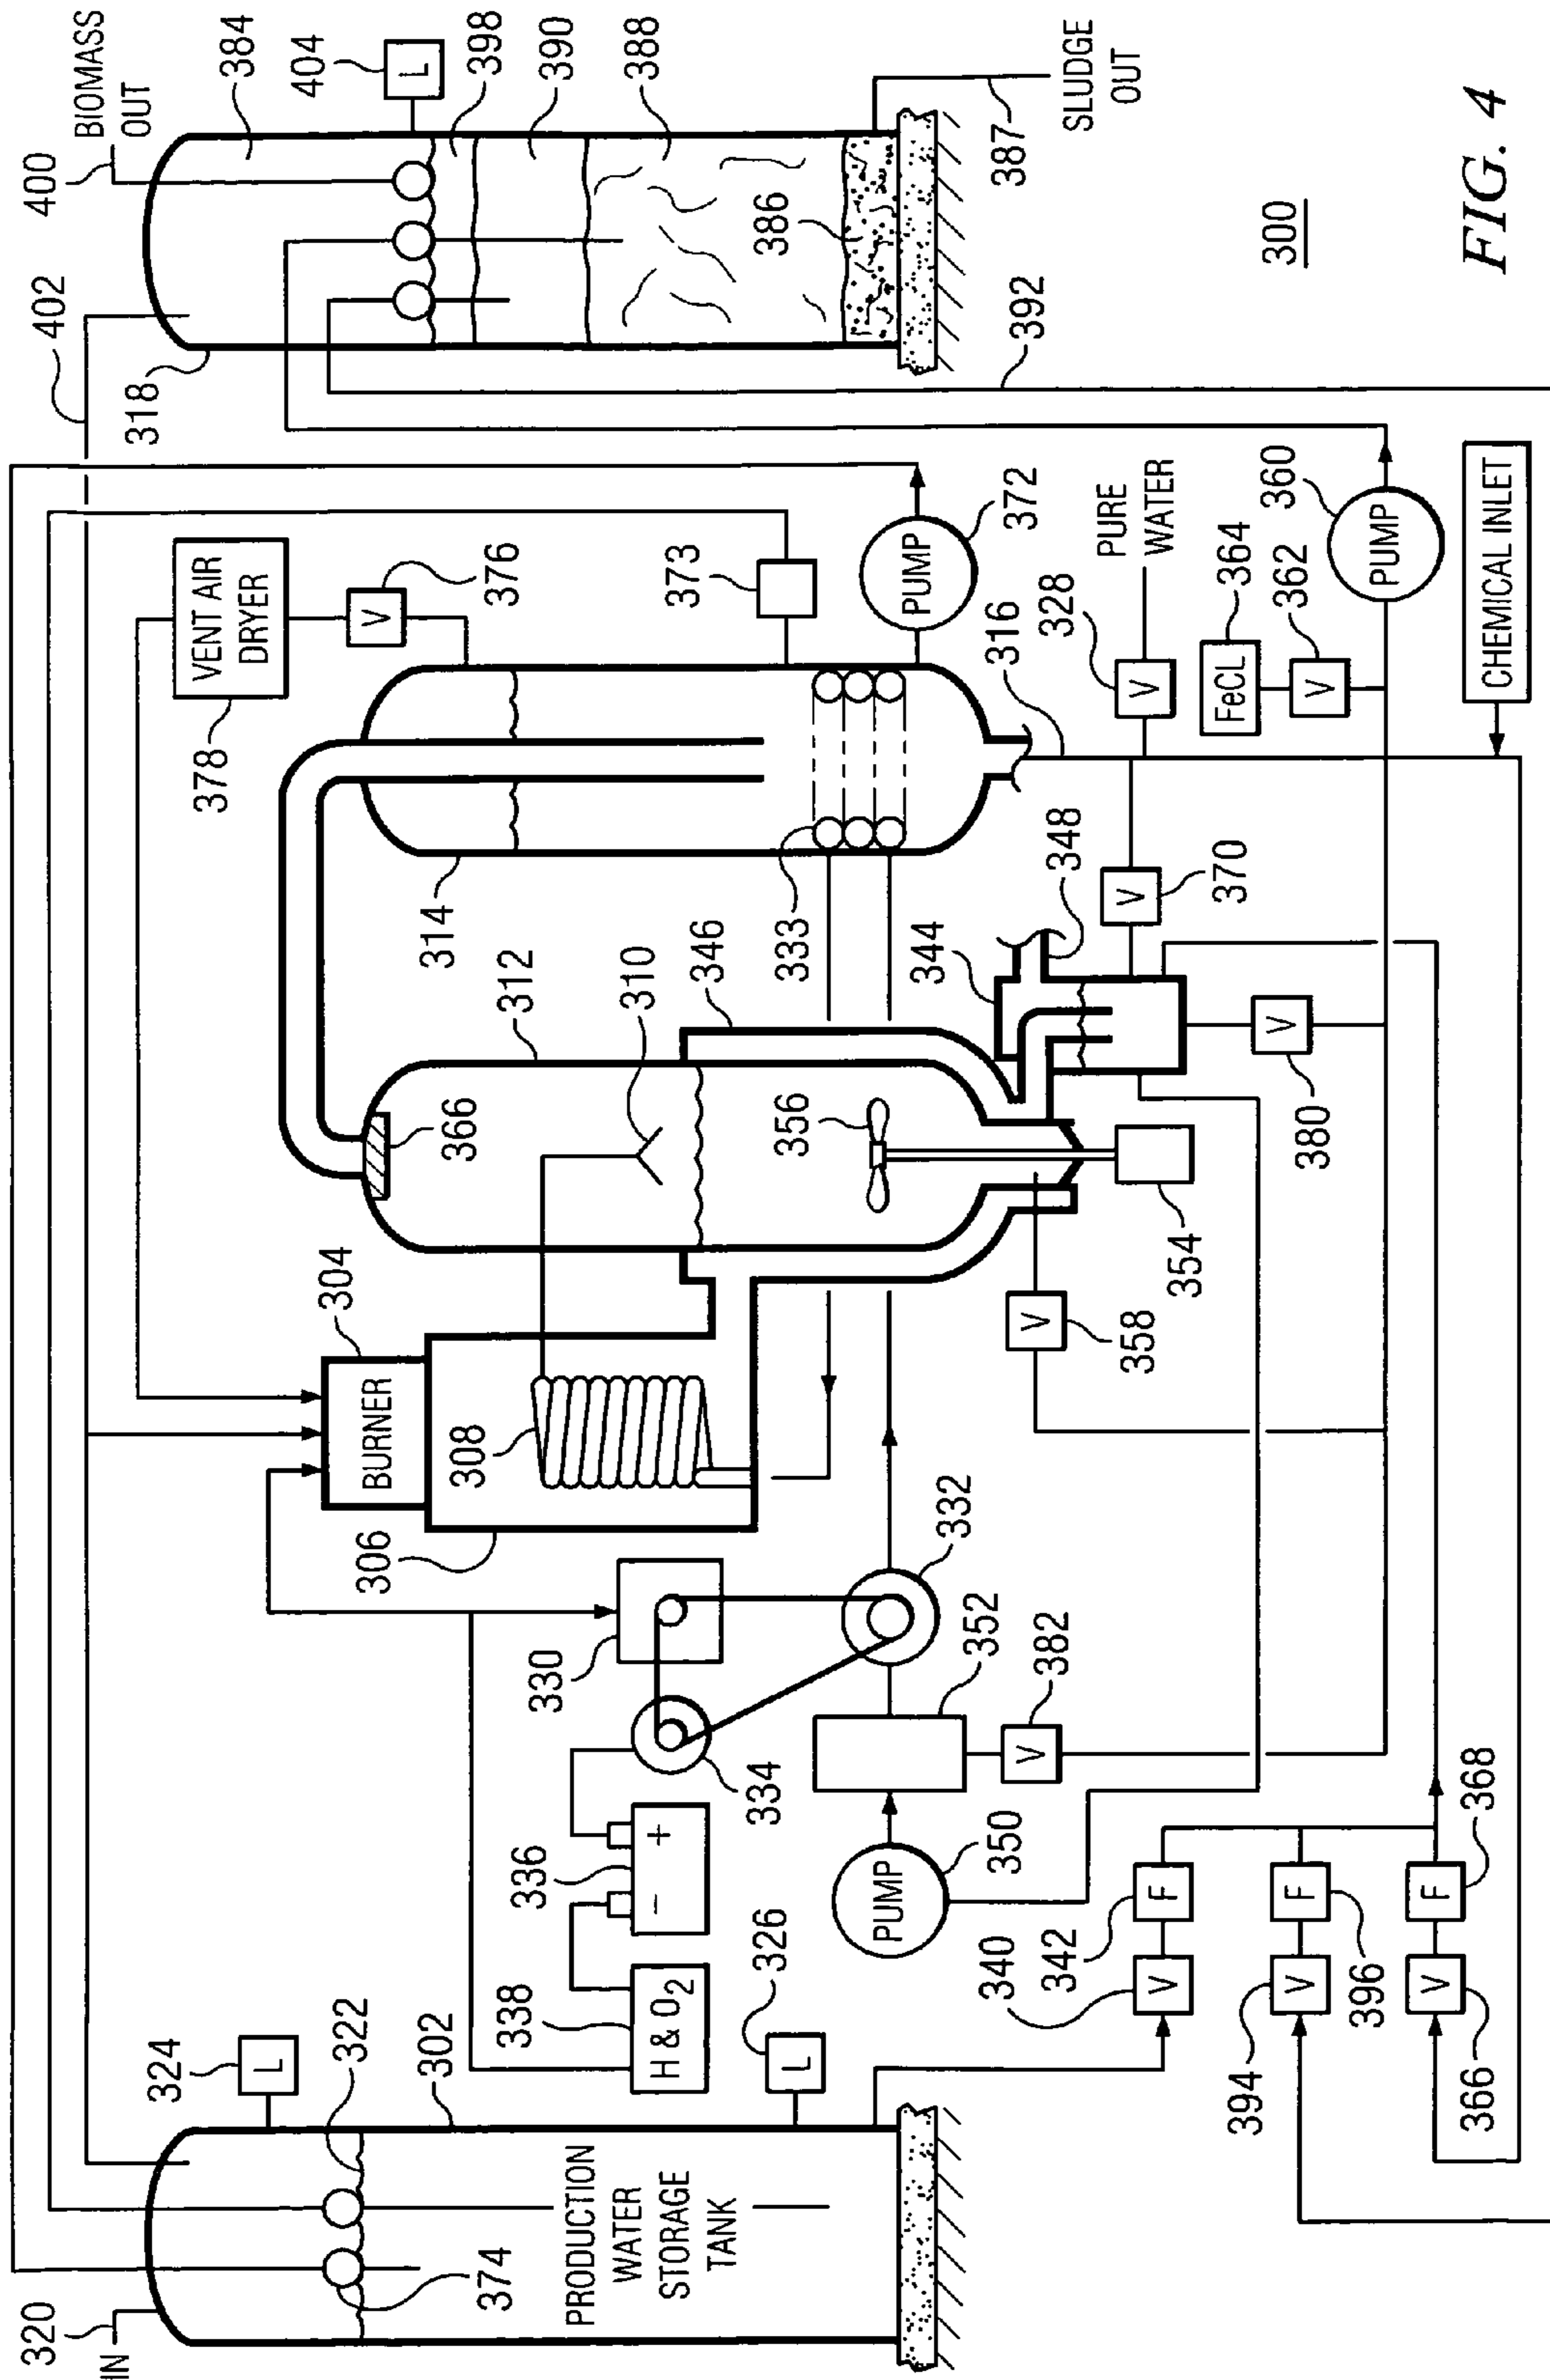 320
IN
374
322
324
L
302
PRODUCTION
WATER
STORAGE
TANK
326
L
338
H & O2
336
-
+
334
330
332
352
382
V
350
PUMP
340
V
342
F
394
V
396
F
366
V
368
F
306
304
BURNER
308
310
312
346
366
356
354
358
V
344
348
380
V
370
V
314
333
316
328
V
PURE
WATER
378
VENT AIR
DRYER
376
V
373
372
PUMP
364
FeCL
362
V
360
PUMP
CHEMICAL INLET
402
318
392
400
BIOMASS
OUT
384
404
L
398
390
388
386
387
SLUDGE
OUT
300
FIG. 4